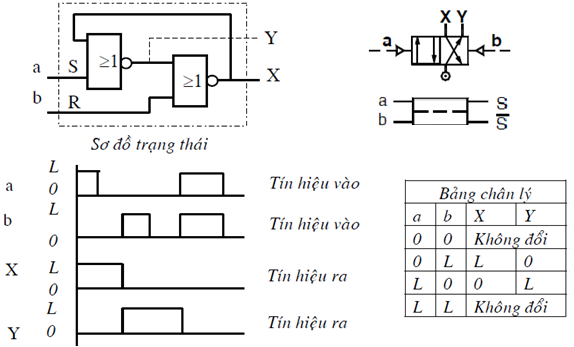 Y
a S ≥1
≥1 X
b R
Sơ đồ trạng thái
X Y
a b
a S
b S̅
a L
0 Tín hiệu vào
b L
0 Tín hiệu vào
X L
0 Tín hiệu ra
Y L
0 Tín hiệu ra
Bảng chân lý
a b X Y
0 0 Không đổi
0 L L 0
L 0 0 L
L L Không đổi